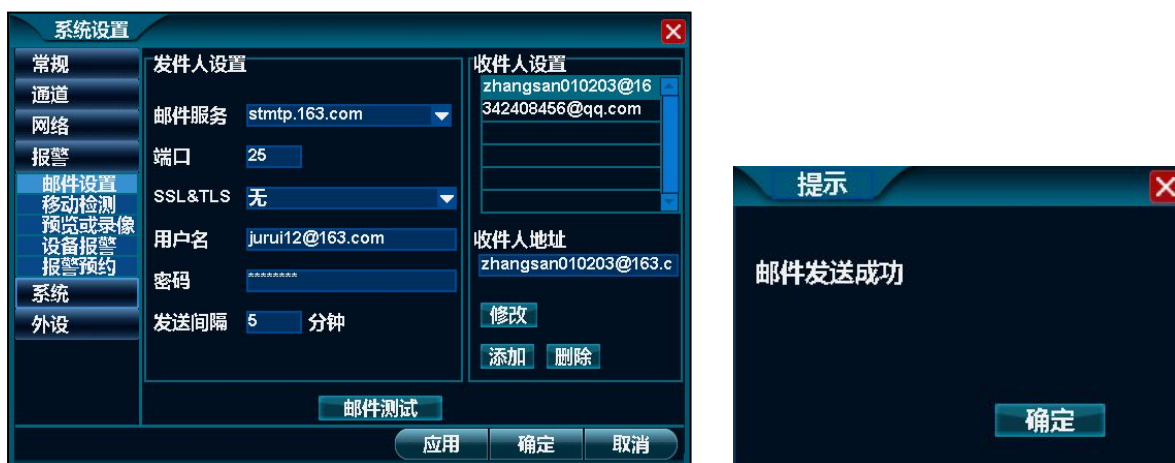 系统设置
常规
通道
网络
报警
邮件设置
移动检测
预览或录像
设备报警
报警预约
系统
外设
发件人设置
邮件服务 stmtp.163.com
端口 25
SSL&TLS 无
用户名 jurui12@163.com
密码 ********
发送间隔 5 分钟
收件人设置
zhangsan010203@16
342408456@qq.com
收件人地址
zhangsan010203@163.c
修改
添加 删除
邮件测试
应用 确定 取消
提示
邮件发送成功
确定